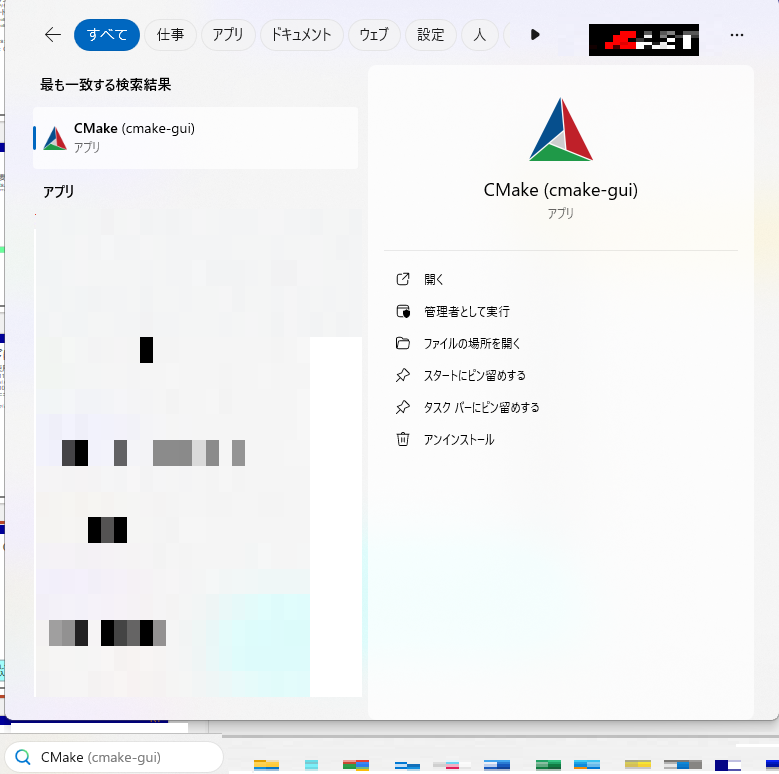 すべて 仕事 アプリ ドキュメント ウェブ 設定 人
最も一致する検索結果
CMake (cmake-gui)
アプリ
アプリ
CMake (cmake-gui)
アプリ
開く
管理者として実行
ファイルの場所を開く
スタートにピン留めする
タスク バーにピン留めする
アンインストール
CMake (cmake-gui)